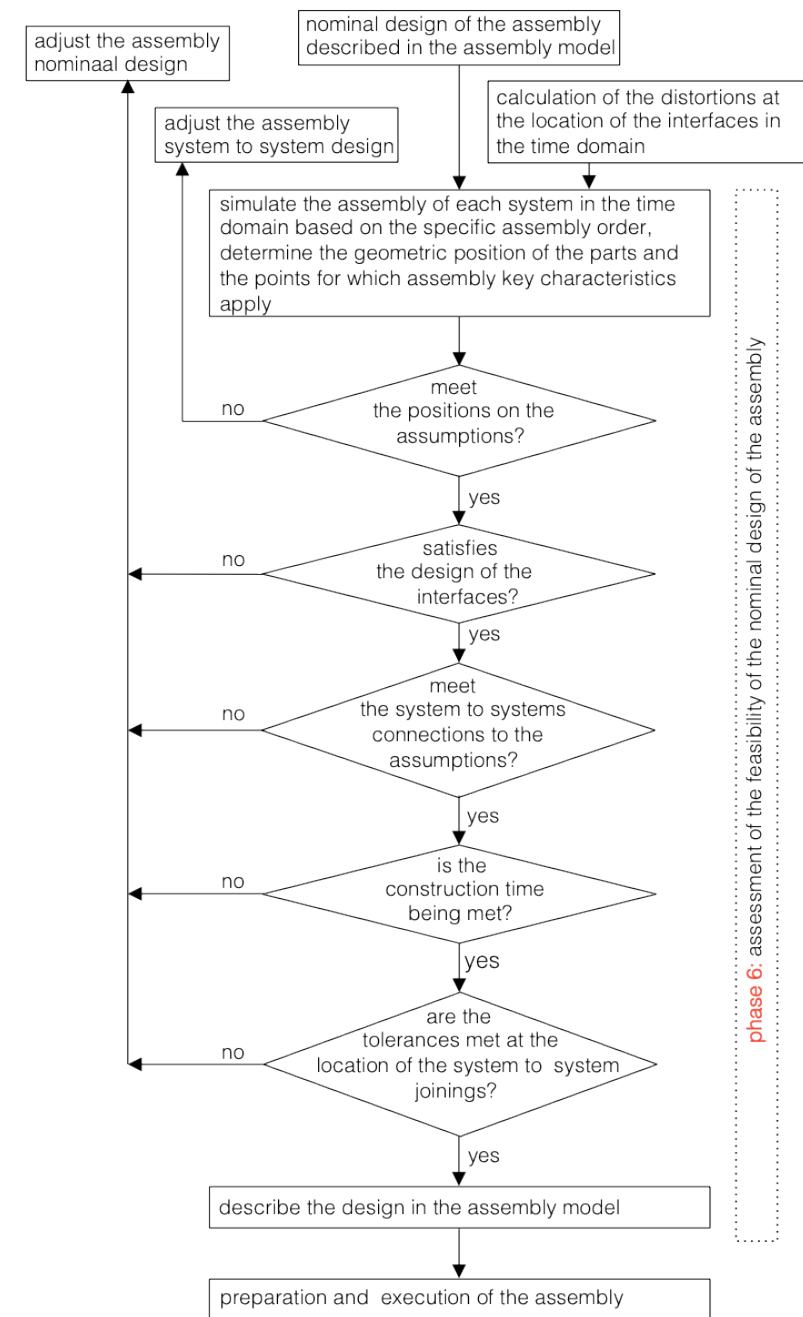 adjust the assembly
nominaal design
nominal design of the assembly
described in the assembly model
calculation of the distortions at
the location of the interfaces in
the time domain
adjust the assembly
system to system design
simulate the assembly of each system in the time
domain based on the specific assembly order,
determine the geometric position of the parts and
the points for which assembly key characteristics
apply
meet
the positions on the
assumptions?
no
yes
satisfies
the design of the
interfaces?
no
yes
meet
the system to systems
connections to the
assumptions?
no
yes
is the
construction time
being met?
no
yes
are the
tolerances met at the
location of the system to system
joinings?
no
yes
describe the design in the assembly model
preparation and execution of the assembly
phase 6: assessment of the feasibility of the nominal design of the assembly